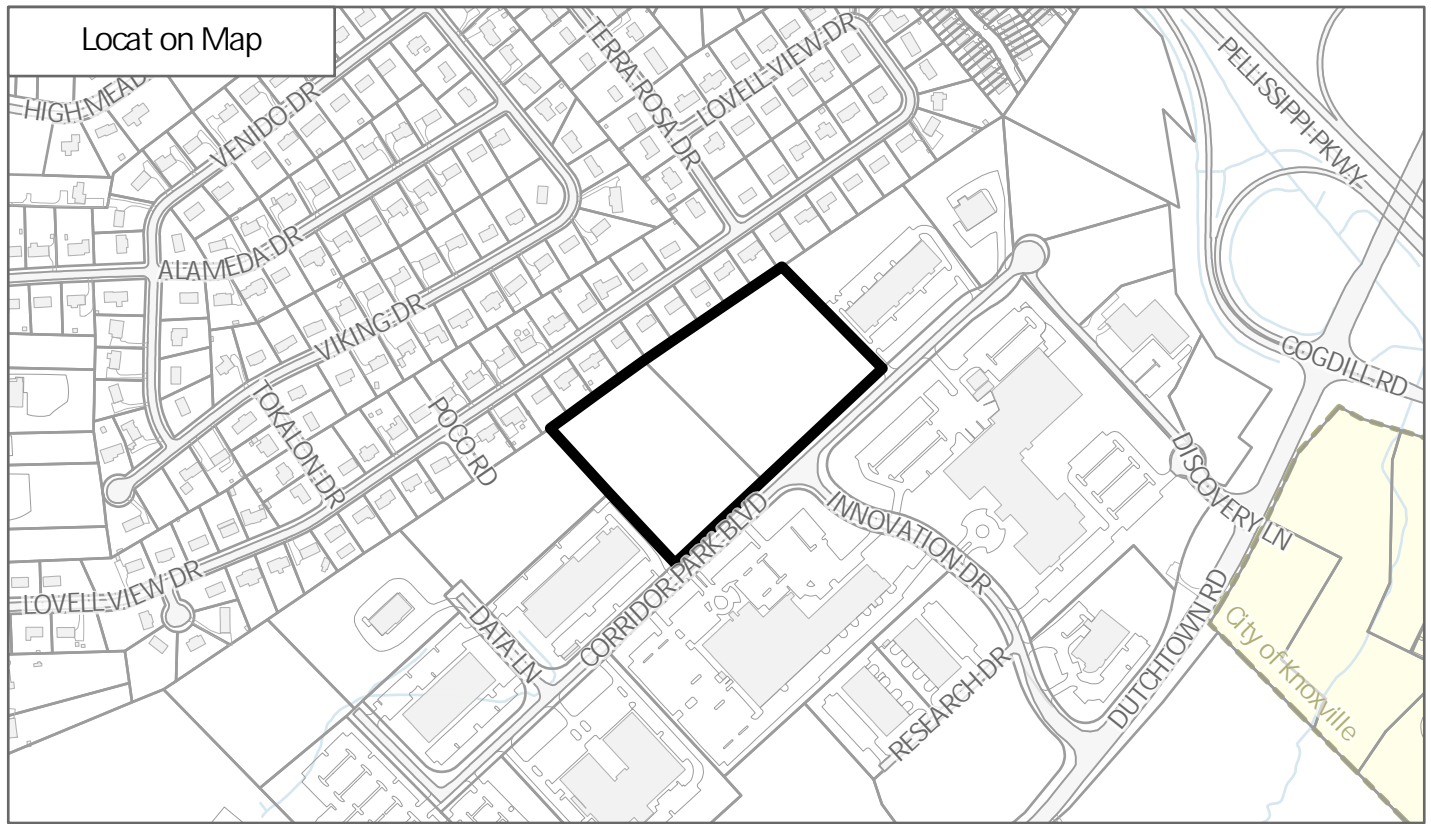 Locat on Map
HIGH MEAD
VENIDO DR
TERRA ROSA DR
LOVELL VIEW DR
PELLISSIPPI PKWY
ALAMEDA DR
VIKING DR
COGDILL RD
TOKALON DR
POCO RD
DISCOVERY LN
INNOVATION DR
CORRIDOR PARK BLVD
LOVELL VIEW DR
DATA LN
RESEARCH DR
DUTCHTOWN RD
City of Knoxville